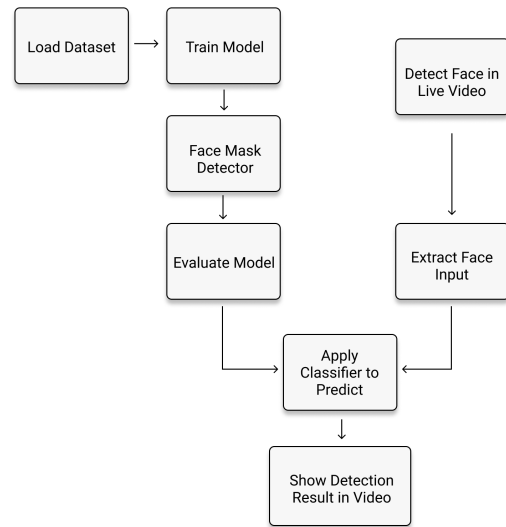 Load Dataset
Train Model
Detect Face in
Live Video
Face Mask
Detector
Evaluate Model
Extract Face
Input
Apply
Classifier to
Predict
Show Detection
Result in Video